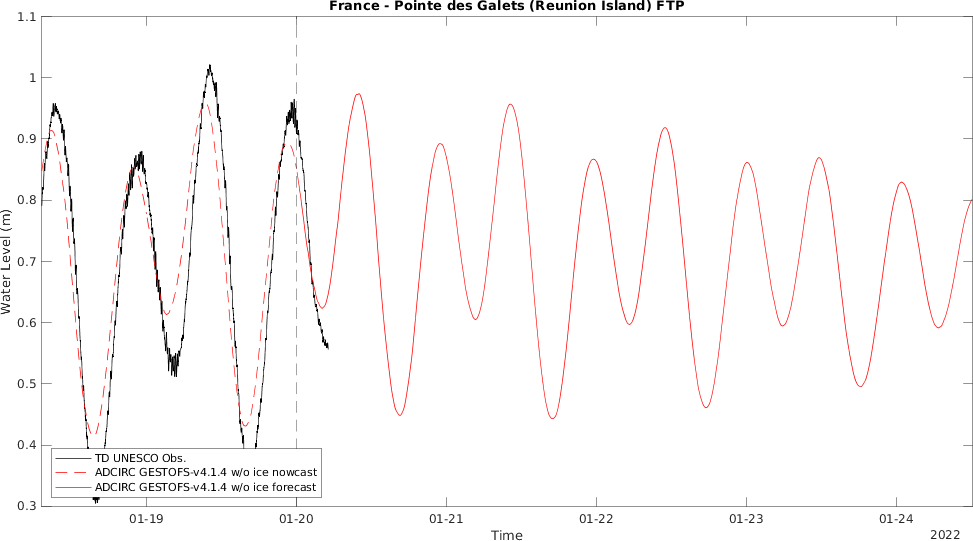 France - Pointe des Galets (Reunion Island) FTP
1.1
1
0.9
0.8
0.7
0.6
0.5
0.4
0.3
Water Level (m)
TD UNESCO Obs.
ADCIRC GESTOFS-v4.1.4 w/o ice nowcast
ADCIRC GESTOFS-v4.1.4 w/o ice forecast
01-19 01-20 01-21 01-22 01-23 01-24
Time
2022